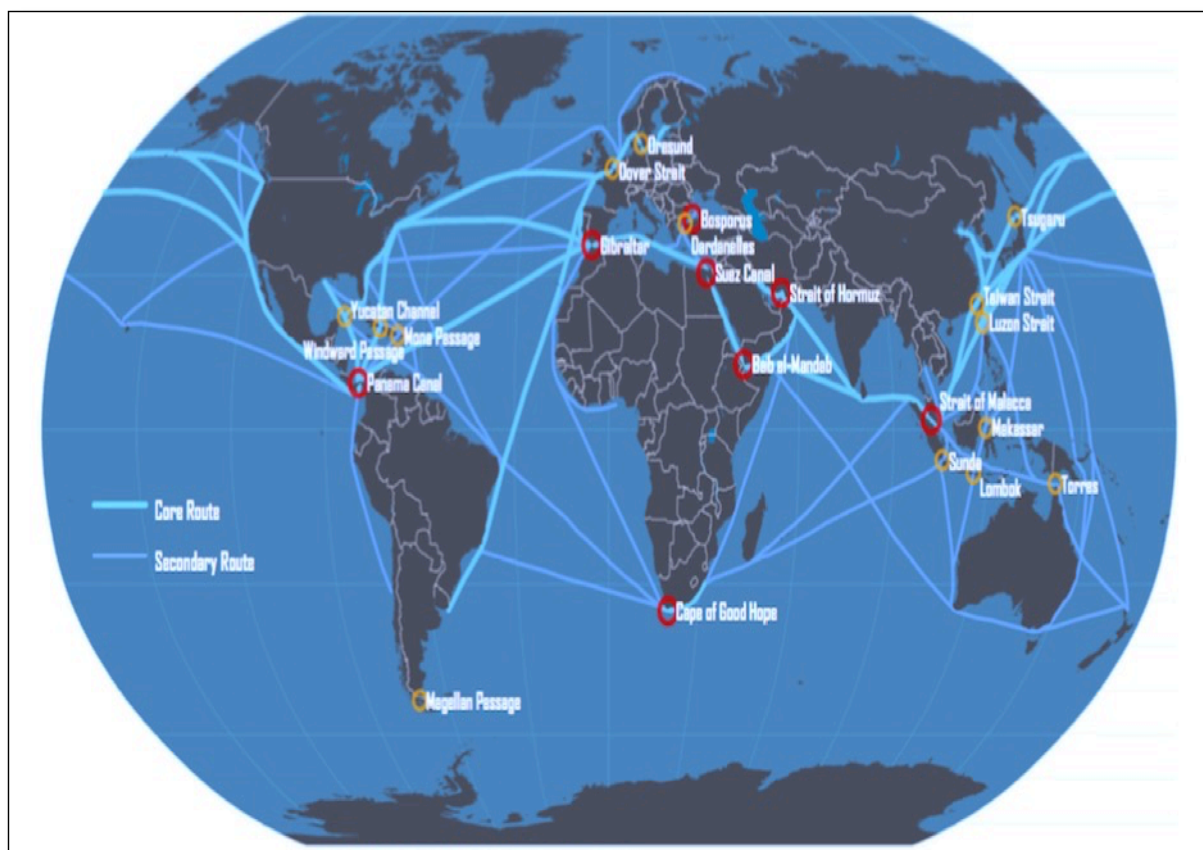 Oresund
Dover Strait
Bosporus
Tsugaru
Dardanelles
Gibraltar
Suez Canal
Strait of Hormuz
Taiwan Strait
Yucatan Channel
Luzon Strait
Mona Passage
Windward Passage
Bab el-Mandab
Panama Canal
Strait of Malacca
Makassar
Sunda
Lombok
Torres
Core Route
Secondary Route
Cape of Good Hope
Magellan Passage